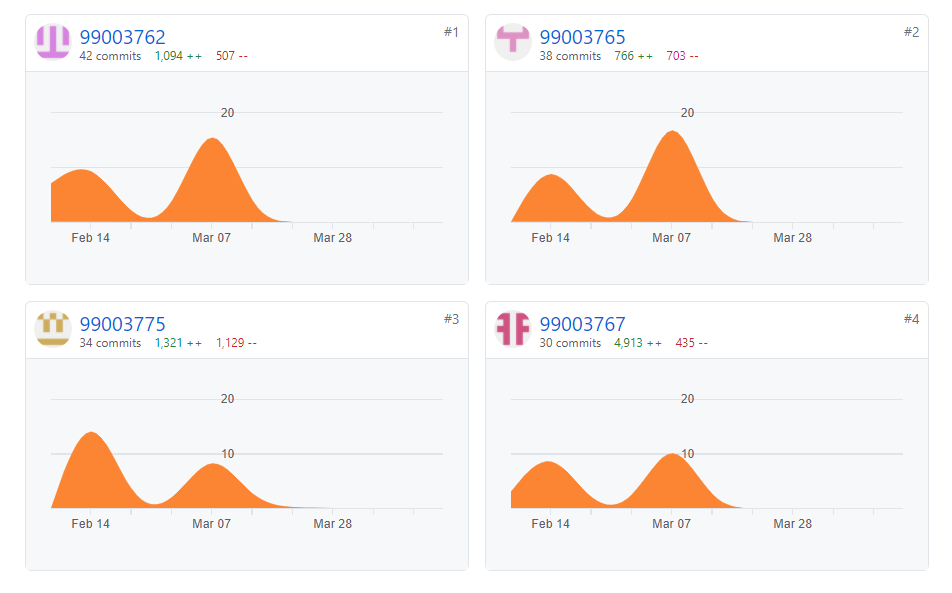 99003762 #1
42 commits 1,094 ++ 507 --
20
Feb 14 Mar 07 Mar 28
99003765 #2
38 commits 766 ++ 703 --
20
Feb 14 Mar 07 Mar 28
99003775 #3
34 commits 1,321 ++ 1,129 --
20
10
Feb 14 Mar 07 Mar 28
99003767 #4
30 commits 4,913 ++ 435 --
20
10
Feb 14 Mar 07 Mar 28